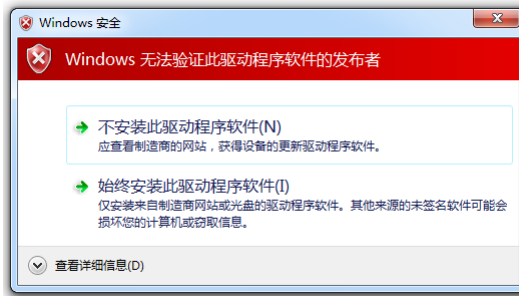 Windows 安全
Windows 无法验证此驱动程序软件的发布者
不安装此驱动程序软件(N)
应查看制造商的网站，获得设备的更新驱动程序软件。
始终安装此驱动程序软件(I)
仅安装来自制造商网站或光盘的驱动程序软件。其他来源的未签名软件可能会
损坏您的计算机或窃取信息。
查看详细信息(D)